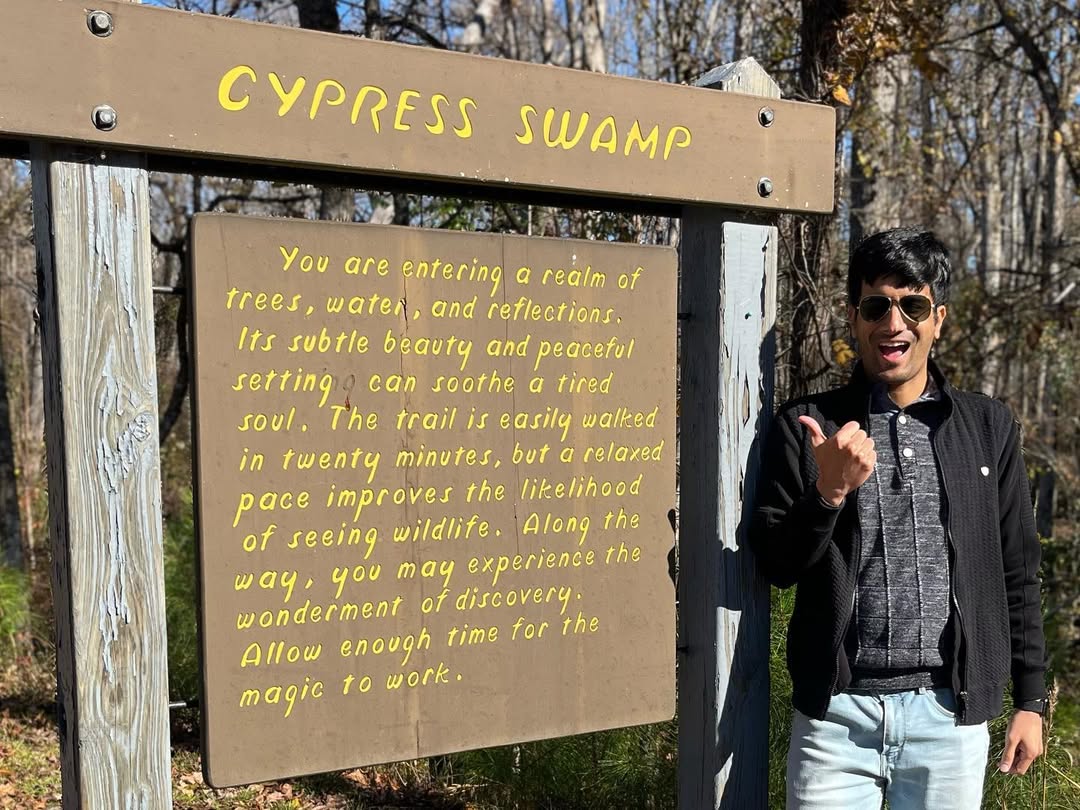 CYPRESS SWAMP
You are entering a realm of
trees, water, and reflections.
Its subtle beauty and peaceful
setting can soothe a tired
soul. The trail is easily walked
in twenty minutes, but a relaxed
pace improves the likelihood
of seeing wildlife. Along the
way, you may experience the
wonderment of discovery.
Allow enough time for the
magic to work.